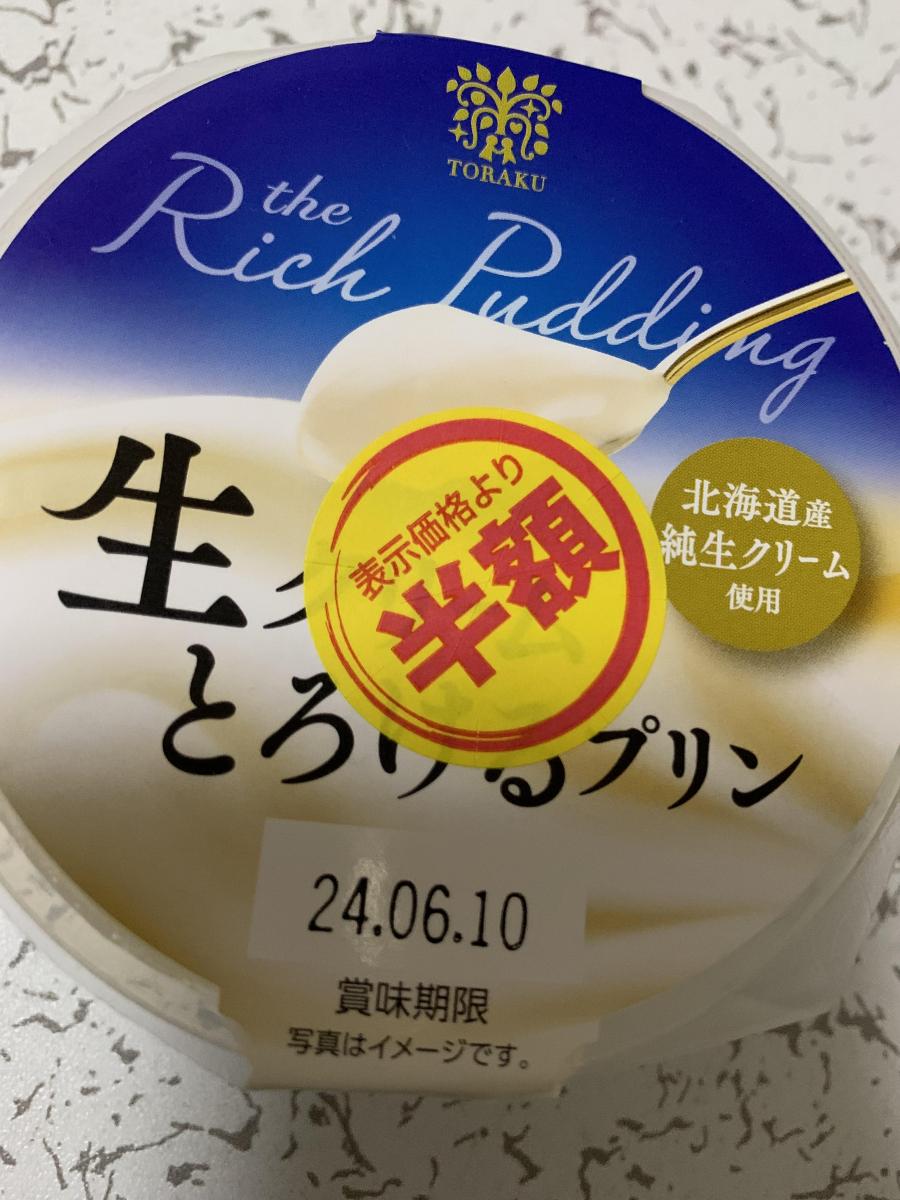 TORAKU
the
Rich Pudding
生ク
とろけるプリン
表示価格より
半額
北海道産
純生クリーム
使用
24.06.10
賞味期限
写真はイメージです。